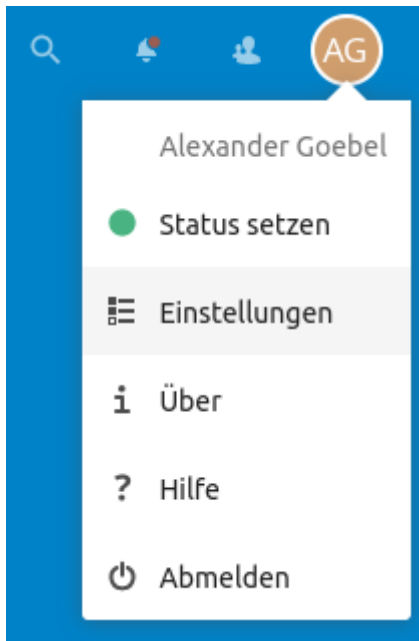 AG
Alexander Goebel
Status setzen
Einstellungen
Über
Hilfe
Abmelden